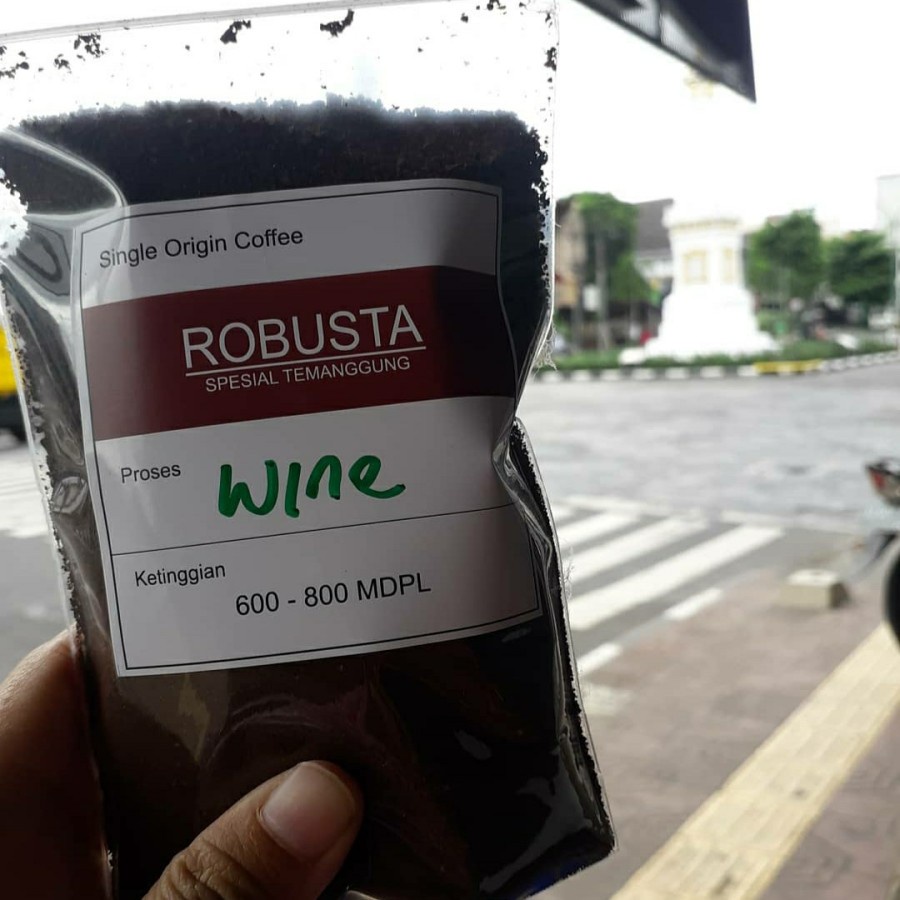 Single Origin Coffee
ROBUSTA
SPESIAL TEMANGGUNG
Proses wine
Ketinggian
600 - 800 MDPL